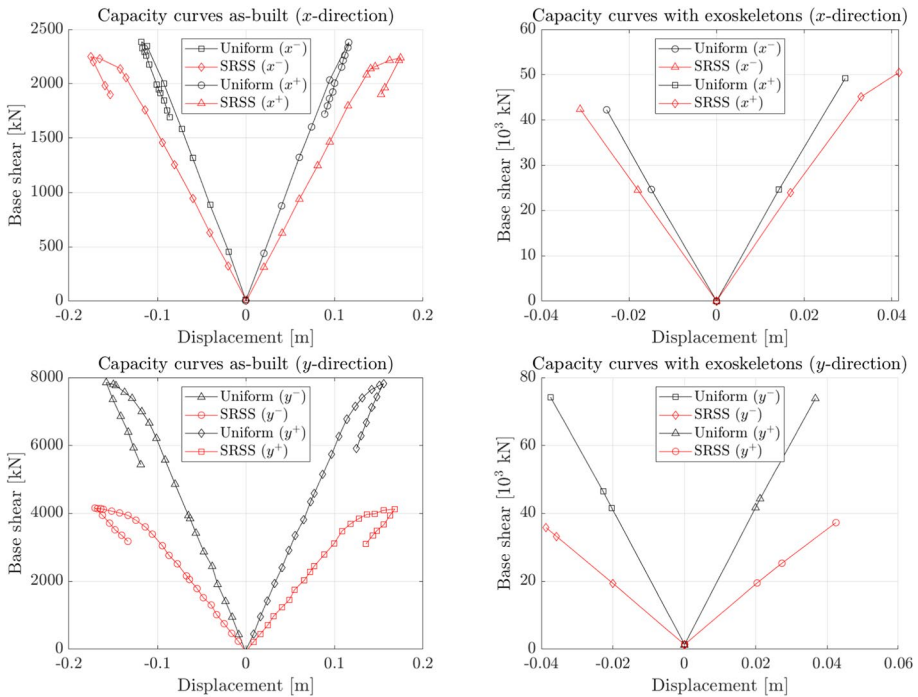 Capacity curves as-built (x-direction)
2500
2000
1500
1000
500
0
Base shear [kN]
Uniform (x⁻)
SRSS (x⁻)
Uniform (x⁺)
SRSS (x⁺)
-0.2
-0.1
0
0.1
0.2
Displacement [m]
Capacity curves with exoskeletons (x-direction)
60
50
40
30
20
10
0
Base shear [10³ kN]
Uniform (x⁻)
SRSS (x⁻)
Uniform (x⁺)
SRSS (x⁺)
-0.04
-0.02
0
0.02
0.04
Displacement [m]
Capacity curves as-built (y-direction)
8000
6000
4000
2000
0
Base shear [kN]
Uniform (y⁻)
SRSS (y⁻)
Uniform (y⁺)
SRSS (y⁺)
-0.2
-0.1
0
0.1
0.2
Displacement [m]
Capacity curves with exoskeletons (y-direction)
80
60
40
20
0
Base shear [10³ kN]
Uniform (y⁻)
SRSS (y⁻)
Uniform (y⁺)
SRSS (y⁺)
-0.04
-0.02
0
0.02
0.04
0.06
Displacement [m]